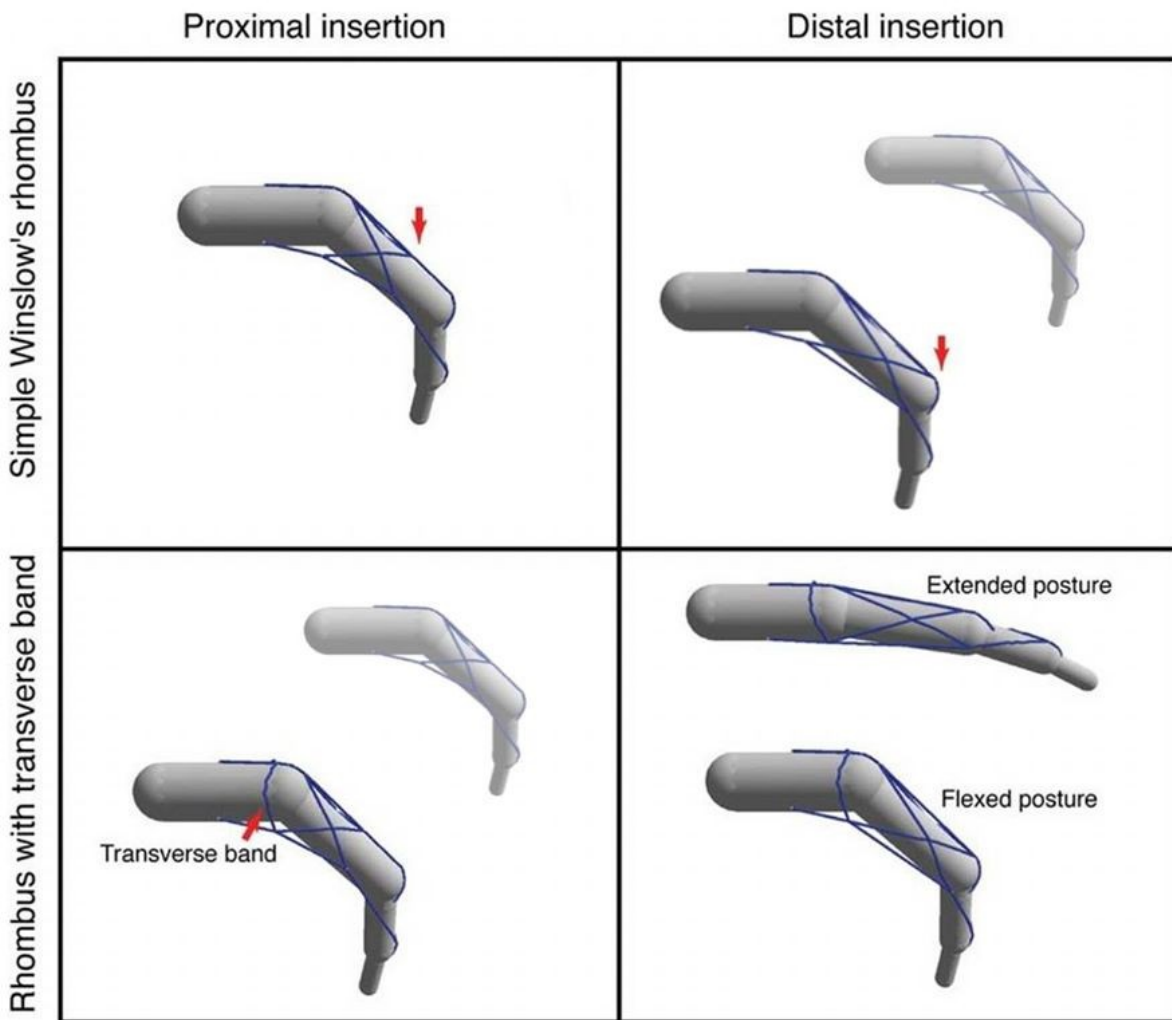 Proximal insertion
Distal insertion
Simple Winslow's rhombus
Rhombus with transverse band
Transverse band
Extended posture
Flexed posture